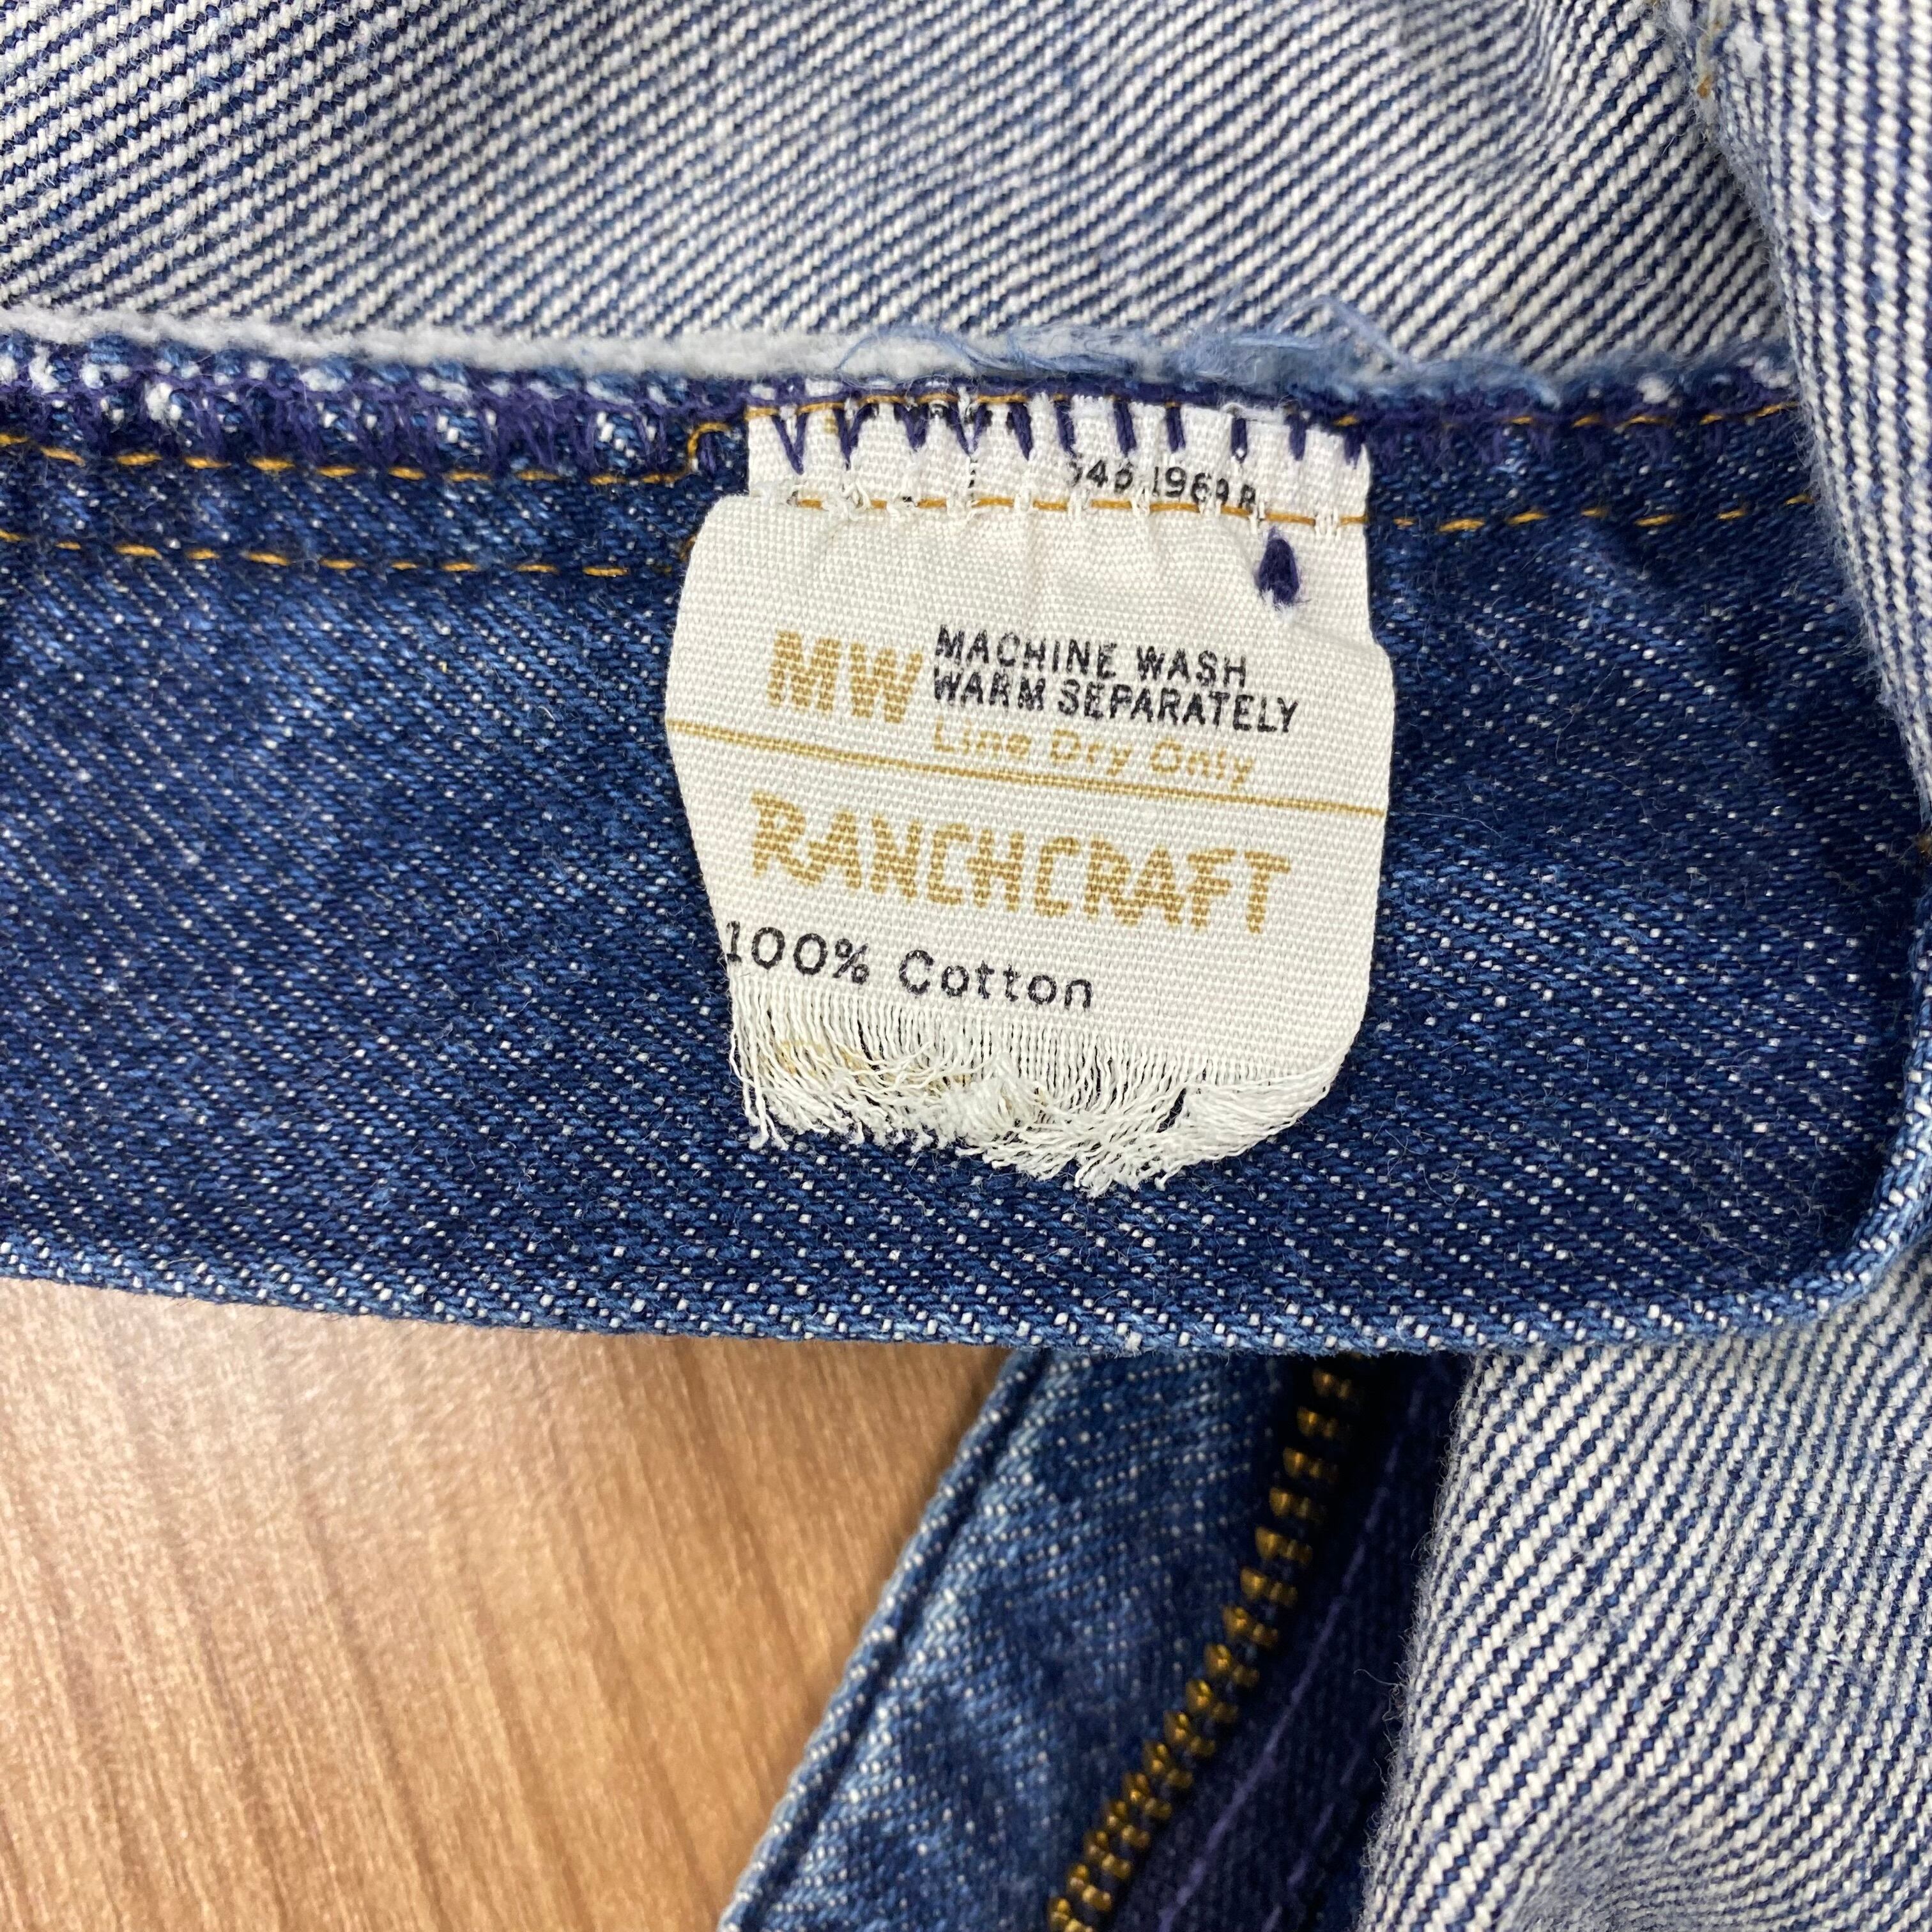 MW MACHINE WASH
WARM SEPARATELY
Line Dry Only
RANCHCRAFT
100% Cotton